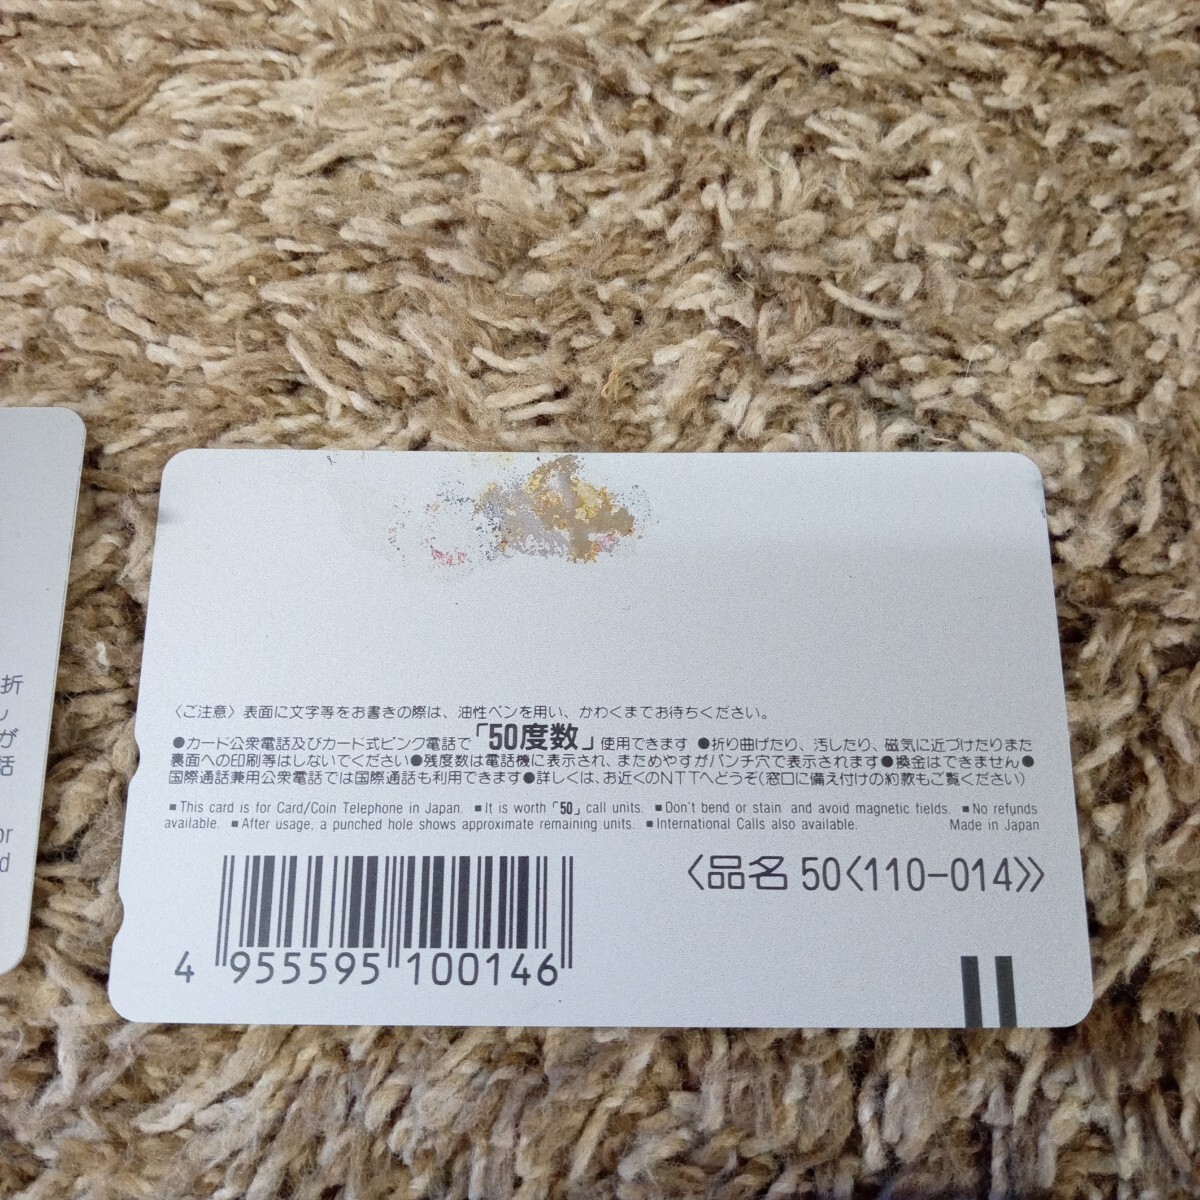 折
が
話
or
d
〈ご注意〉表面に文字等をお書きの際は、油性ペンを用い、かわくまでお待ちください。
●カード公衆電話及びカード式ピンク電話で「50度数」使用できます ●折り曲げたり、汚したり、磁気に近づけたりまた
裏面への印刷等はしないでください●残度数は電話機に表示され、まためやすがパンチ穴で表示されます●換金はできません●
国際通話兼用公衆電話では国際通話も利用できます●詳しくは、お近くのNTTへどうぞ(窓口に備え付けの約款もご覧ください)
■This card is for Card/Coin Telephone in Japan. ■It is worth「50」call units. ■Don't bend or stain and avoid magnetic fields. ■No refunds
available. ■After usage, a punched hole shows approximate remaining units. ■International Calls also available. Made in Japan
〈品名 50〈110-014〉〉
4 955595 100146